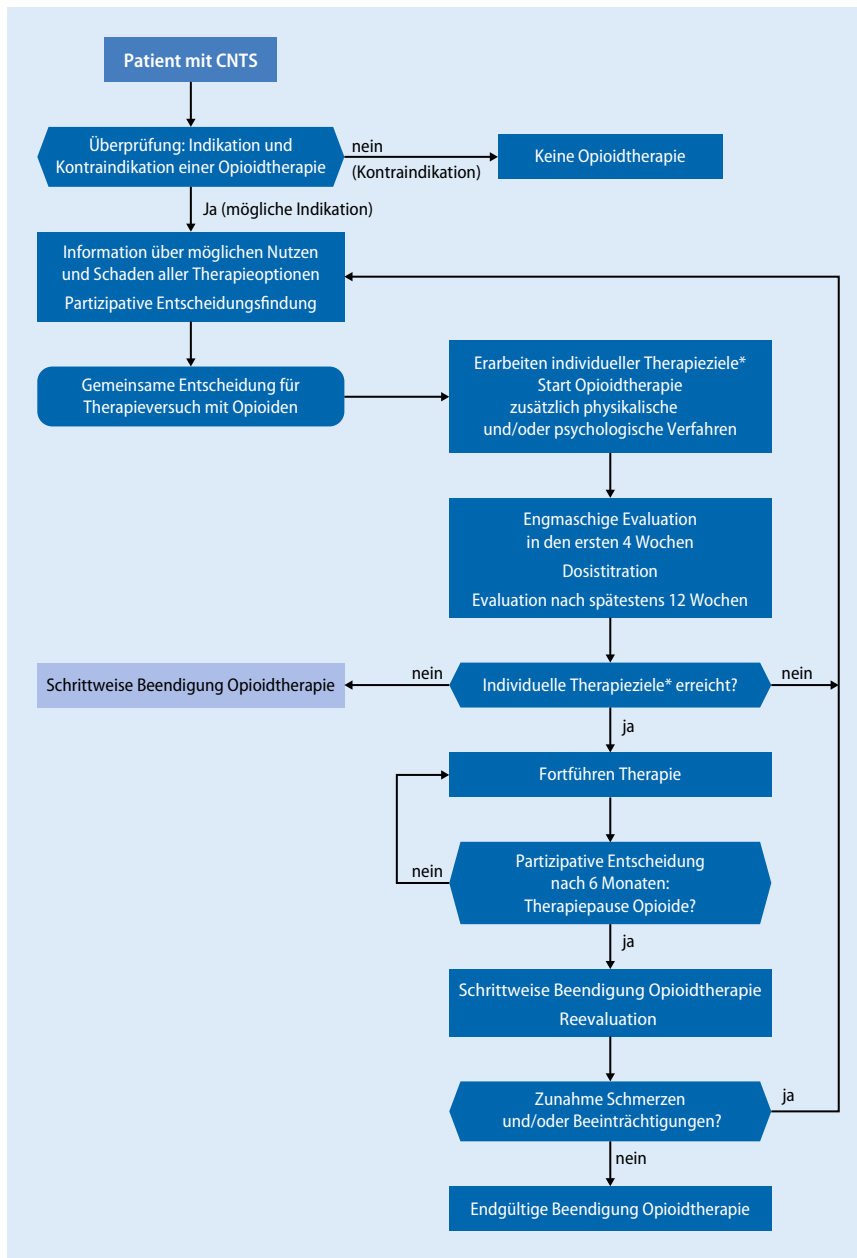 Patient mit CNTS
Überprüfung: Indikation und
Kontraindikation einer Opioidtherapie
nein
(Kontraindikation)
Keine Opioidtherapie
Ja (mögliche Indikation)
Information über möglichen Nutzen
und Schaden aller Therapieoptionen
Partizipative Entscheidungsfindung
Gemeinsame Entscheidung für
Therapieversuch mit Opioiden
Erarbeiten individueller Therapieziele*
Start Opioidtherapie
zusätzlich physikalische
und/oder psychologische Verfahren
Engmaschige Evaluation
in den ersten 4 Wochen
Dosistitration
Evaluation nach spätestens 12 Wochen
Schrittweise Beendigung Opioidtherapie
nein
Individuelle Therapieziele* erreicht?
nein
ja
Fortführen Therapie
nein
Partizipative Entscheidung
nach 6 Monaten:
Therapiepause Opioide?
ja
Schrittweise Beendigung Opioidtherapie
Reevaluation
Zunahme Schmerzen
und/oder Beeinträchtigungen?
ja
nein
Endgültige Beendigung Opioidtherapie